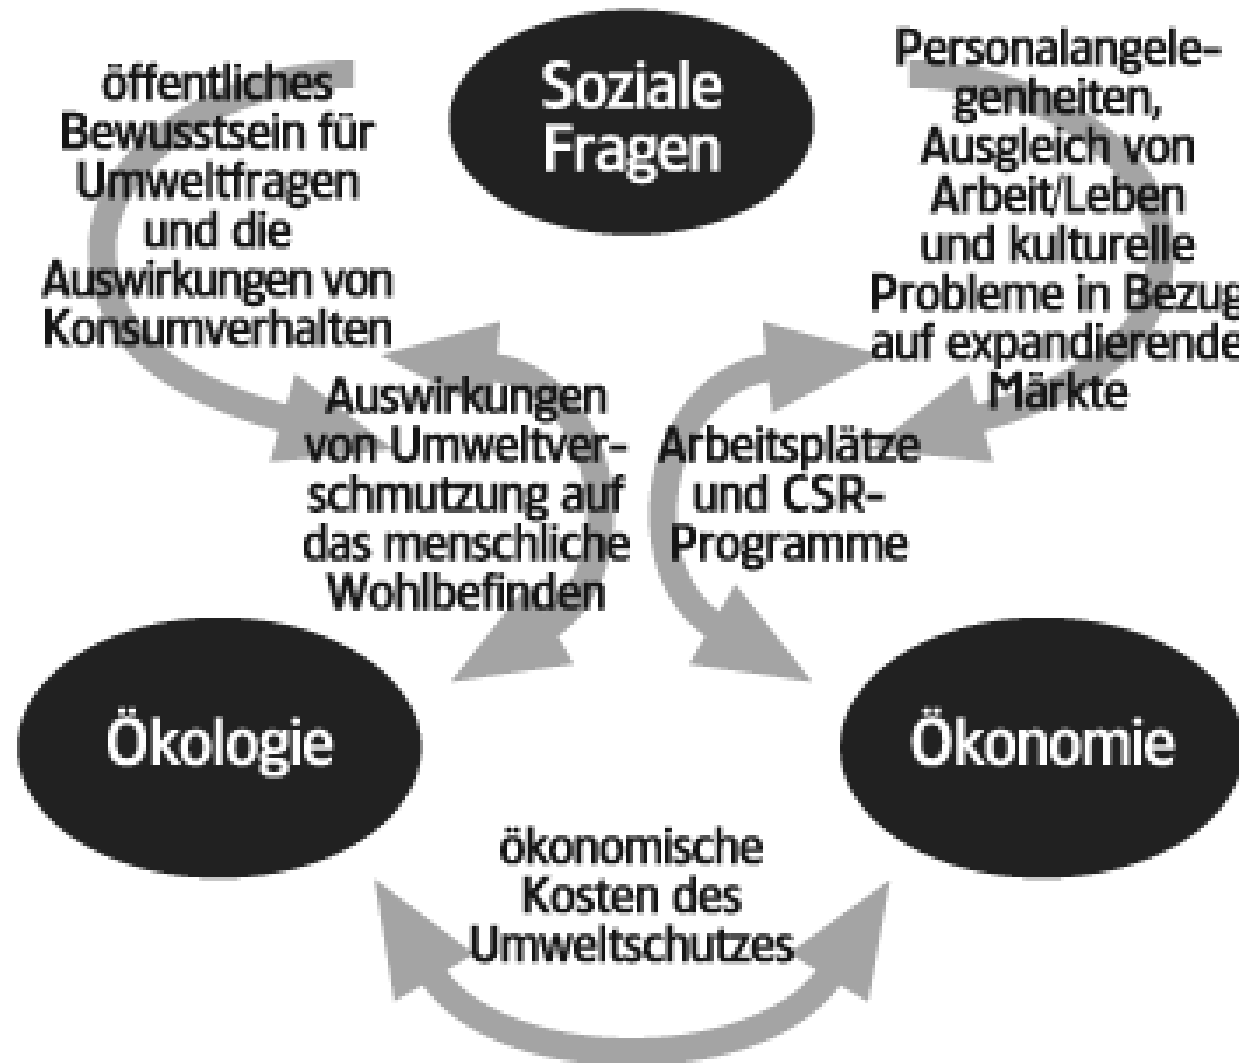 Soziale
Fragen
öffentliches
Bewusstsein für
Umweltfragen
und die
Auswirkungen von
Konsumverhalten
Personalangele-
genheiten,
Ausgleich von
Arbeit/Leben
und kulturelle
Probleme in Bezug
auf expandierende
Märkte
Auswirkungen
von Umweltver-
schmutzung auf
das menschliche
Wohlbefinden
Arbeitsplätze
und CSR-
Programme
Ökologie
Ökonomie
ökonomische
Kosten des
Umweltschutzes